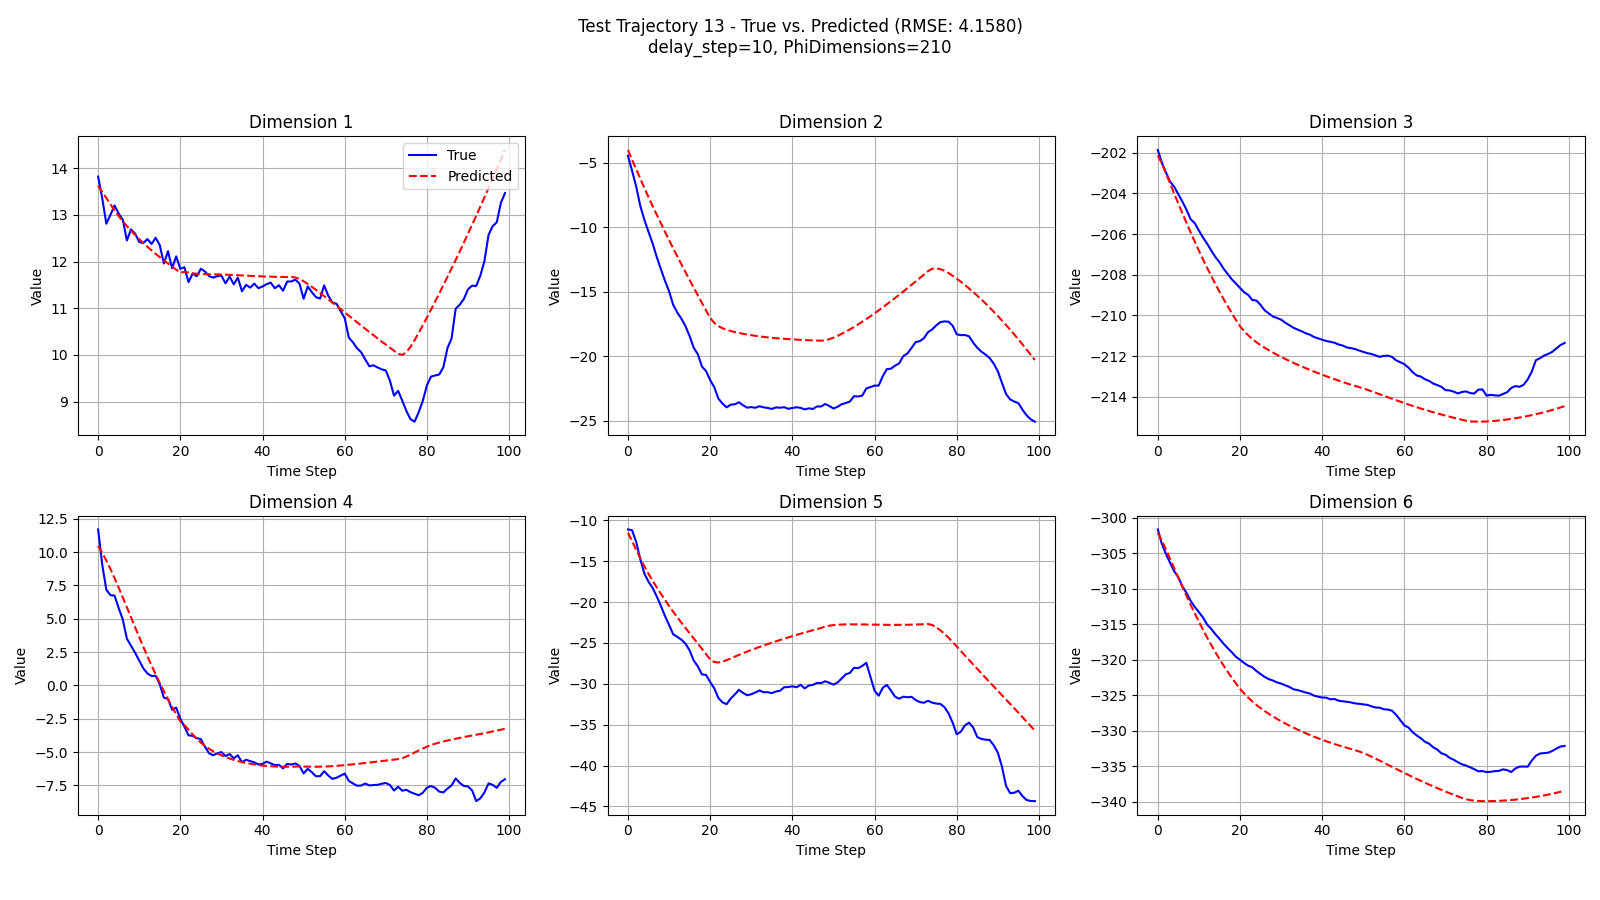 Test Trajectory 13 - True vs. Predicted (RMSE: 4.1580)
delay_step=10, PhiDimensions=210
Dimension 1
True
Predicted
Value
14
13
12
11
10
9
0 20 40 60 80 100
Time Step
Dimension 2
Value
−5
−10
−15
−20
−25
0 20 40 60 80 100
Time Step
Dimension 3
Value
−202
−204
−206
−208
−210
−212
−214
0 20 40 60 80 100
Time Step
Dimension 4
Value
12.5
10.0
7.5
5.0
2.5
0.0
−2.5
−5.0
−7.5
0 20 40 60 80 100
Time Step
Dimension 5
Value
−10
−15
−20
−25
−30
−35
−40
−45
0 20 40 60 80 100
Time Step
Dimension 6
Value
−300
−305
−310
−315
−320
−325
−330
−335
−340
0 20 40 60 80 100
Time Step